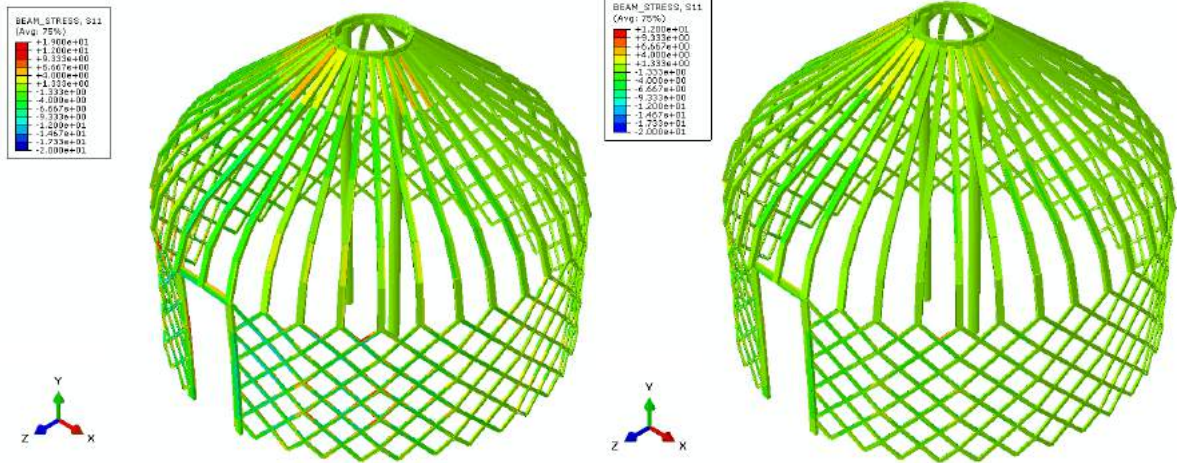 BEAM_STRESS, S11
(Avg: 75%)
+1.900e+01
+1.200e+01
+9.333e+00
+6.667e+00
+4.000e+00
+1.333e+00
-1.333e+00
-4.000e+00
-6.667e+00
-9.333e+00
-1.200e+01
-1.467e+01
-1.733e+01
-2.000e+01
Y
Z
X
BEAM_STRESS, S11
(Avg: 75%)
+1.200e+01
+9.333e+00
+6.667e+00
+4.000e+00
+1.333e+00
-1.333e+00
-4.000e+00
-6.667e+00
-9.333e+00
-1.200e+01
-1.467e+01
-1.733e+01
-2.000e+01
Y
Z
X